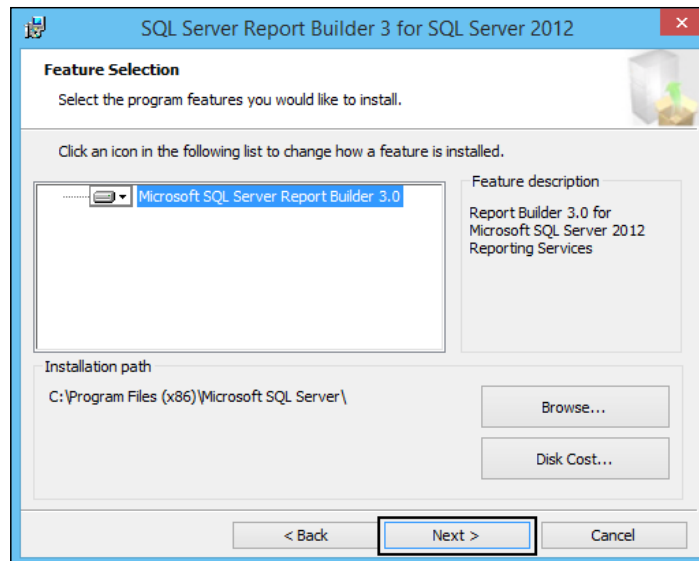 SQL Server Report Builder 3 for SQL Server 2012
Feature Selection
Select the program features you would like to install.
Click an icon in the following list to change how a feature is installed.
Microsoft SQL Server Report Builder 3.0
Feature description
Report Builder 3.0 for
Microsoft SQL Server 2012
Reporting Services
Installation path
C:\Program Files (x86)\Microsoft SQL Server\
Browse...
Disk Cost...
< Back
Next >
Cancel